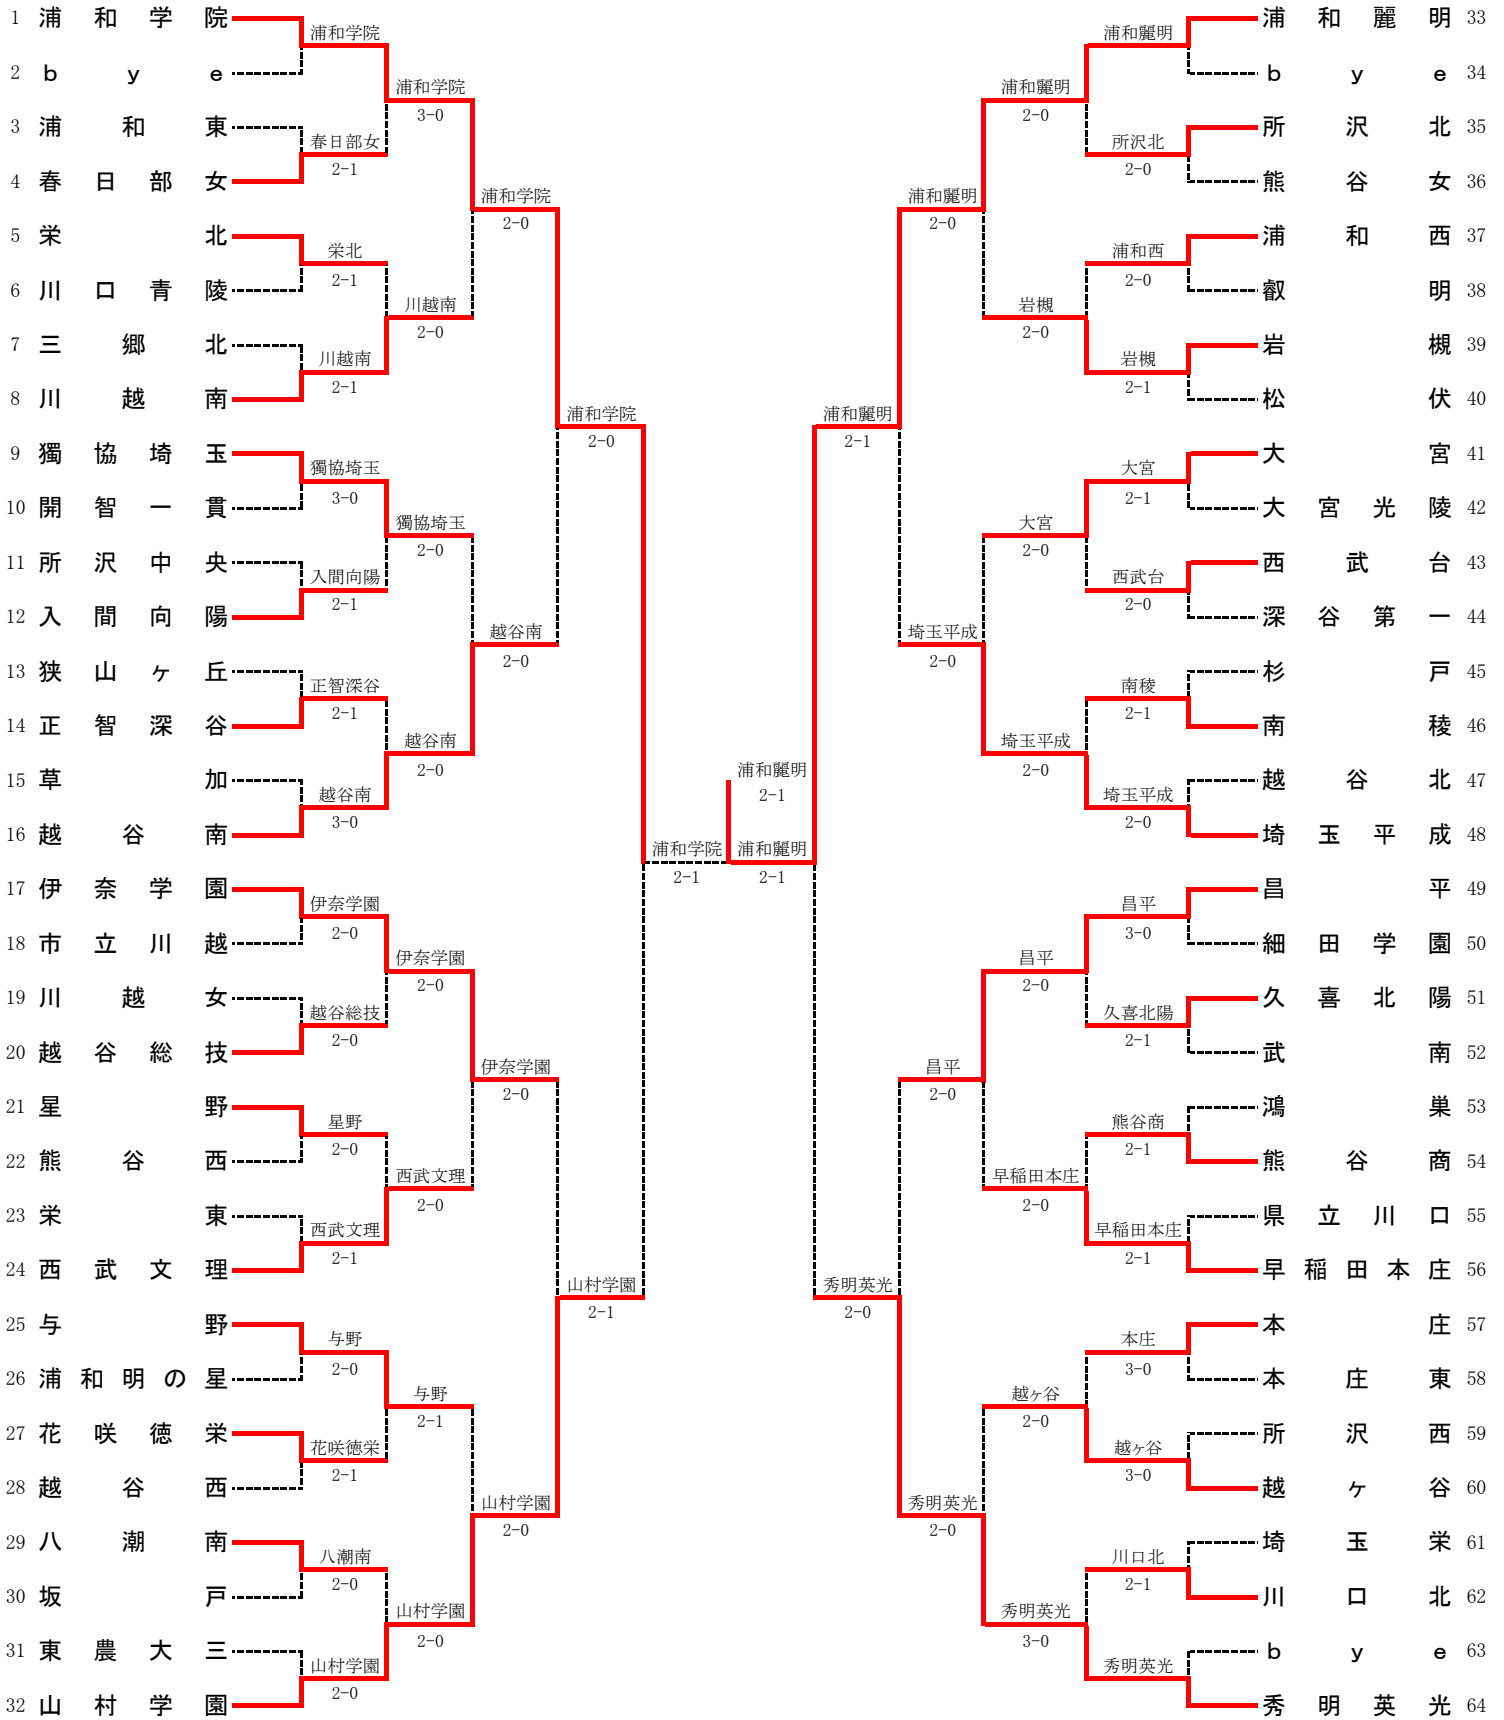 1 浦和学院
2 ｂｙｅ
3 浦和東
4 春日部女
5 栄北
6 川口青陵
7 三郷北
8 川越南
9 獨協埼玉
10 開智一貫
11 所沢中央
12 入間向陽
13 狭山ヶ丘
14 正智深谷
15 草加
16 越谷南
17 伊奈学園
18 市立川越
19 川越女
20 越谷総技
21 星野
22 熊谷西
23 栄東
24 西武文理
25 与野
26 浦和明の星
27 花咲徳栄
28 越谷西
29 八潮南
30 坂戸
31 東農大三
32 山村学園
浦和学院
春日部女
2-1
栄北
2-1
川越南
2-1
獨協埼玉
3-0
入間向陽
2-1
正智深谷
2-1
越谷南
3-0
伊奈学園
2-0
越谷総技
2-0
星野
2-0
西武文理
2-1
与野
2-0
花咲徳栄
2-1
八潮南
2-0
山村学園
2-0
浦和学院
3-0
川越南
2-0
獨協埼玉
2-0
越谷南
2-0
伊奈学園
2-0
西武文理
2-0
与野
2-1
山村学園
2-0
浦和学院
2-0
越谷南
2-0
伊奈学園
2-0
山村学園
2-0
浦和学院
2-0
山村学園
2-1
浦和学院
2-1
浦和麗明
2-1
浦和麗明
2-1
浦和麗明
2-1
秀明英光
2-0
浦和麗明
2-0
埼玉平成
2-0
昌平
2-0
秀明英光
2-0
浦和麗明
2-0
岩槻
2-0
大宮
2-0
埼玉平成
2-0
昌平
2-0
早稲田本庄
2-0
越ヶ谷
2-0
秀明英光
3-0
浦和麗明
所沢北
2-0
浦和西
2-0
岩槻
2-1
大宮
2-1
西武台
2-0
南稜
2-1
埼玉平成
2-0
昌平
3-0
久喜北陽
2-1
熊谷商
2-1
早稲田本庄
2-1
本庄
3-0
越ヶ谷
3-0
川口北
2-1
秀明英光
浦和麗明 33
ｂｙｅ 34
所沢北 35
熊谷女 36
浦和西 37
叡明 38
岩槻 39
松伏 40
大宮 41
大宮光陵 42
西武台 43
深谷第一 44
杉戸 45
南稜 46
越谷北 47
埼玉平成 48
昌平 49
細田学園 50
久喜北陽 51
武南 52
鴻巣 53
熊谷商 54
県立川口 55
早稲田本庄 56
本庄 57
本庄東 58
所沢西 59
越ヶ谷 60
埼玉栄 61
川口北 62
ｂｙｅ 63
秀明英光 64